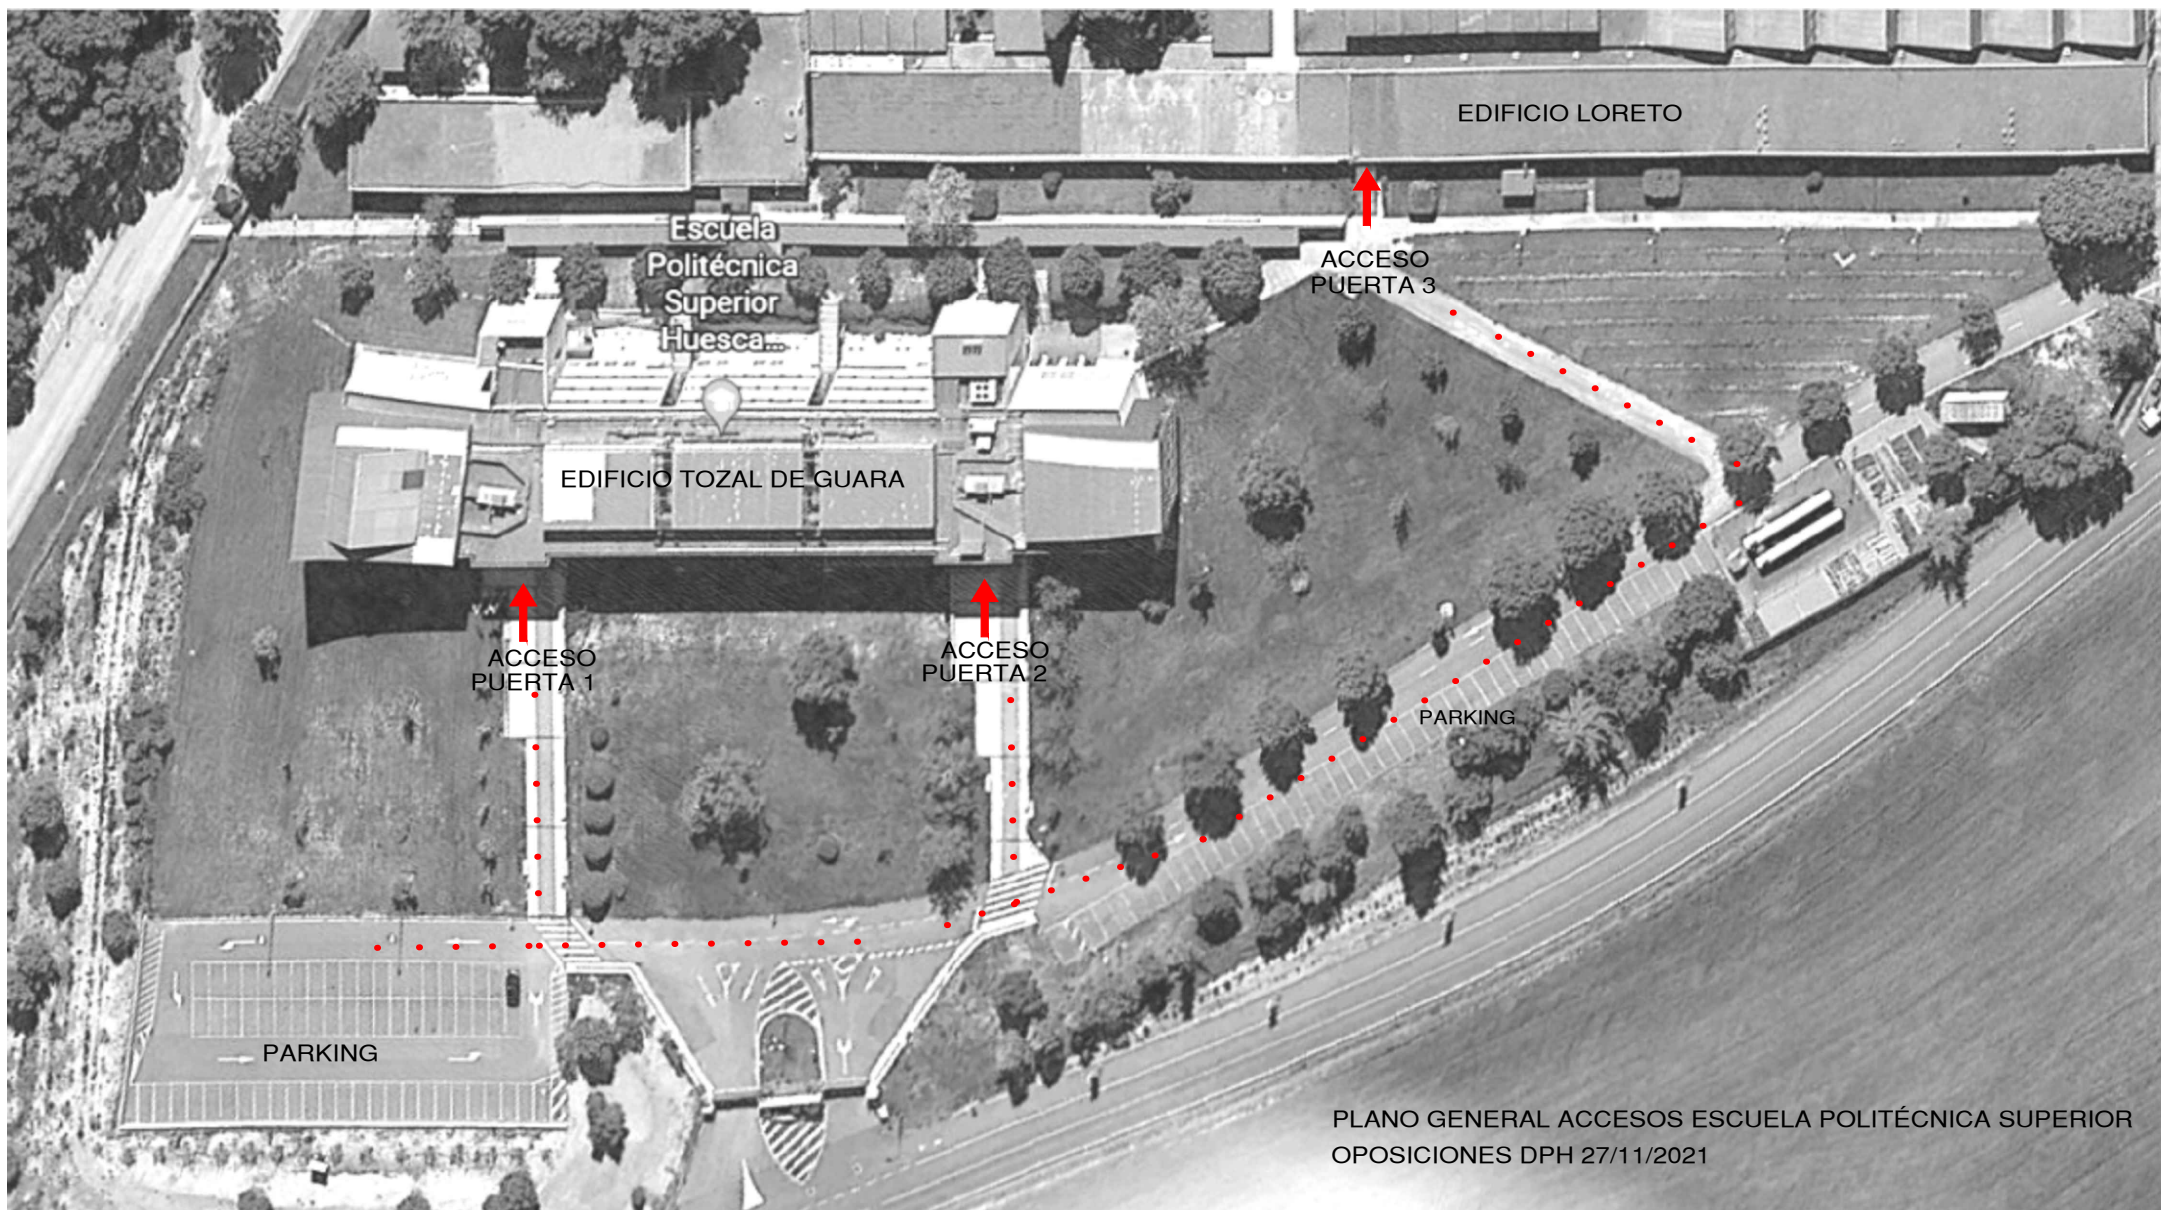 EDIFICIO LORETO
Escuela
Politécnica
Superior
Huesca...
ACCESO
PUERTA 3
EDIFICIO TOZAL DE GUARA
ACCESO
PUERTA 1
ACCESO
PUERTA 2
PARKING
PARKING
PLANO GENERAL ACCESOS ESCUELA POLITÉCNICA SUPERIOR
OPOSICIONES DPH 27/11/2021